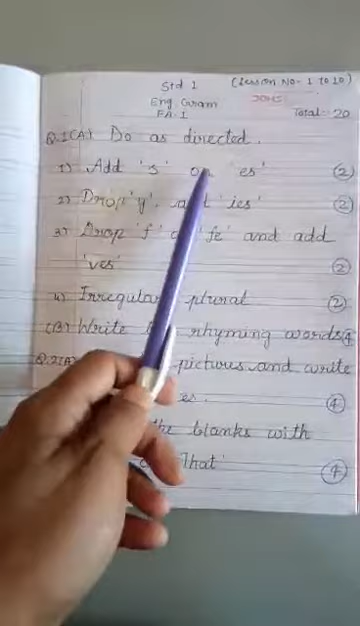 Std 1 (Lesson No- 1 to 10)
Eng Gram
FA-1 Total- 20
Q.1(A) Do as directed.
1) Add 's' or 'es' (2)
2) Drop 'y' 'ies' (2)
3) Drop 'f' 'fe' and add
'ves' (2)
4) Irregular plural (2)
(B) Write rhyming words 4
Q.2(A) pictures and write
(4)
the blanks with
'That' (4)